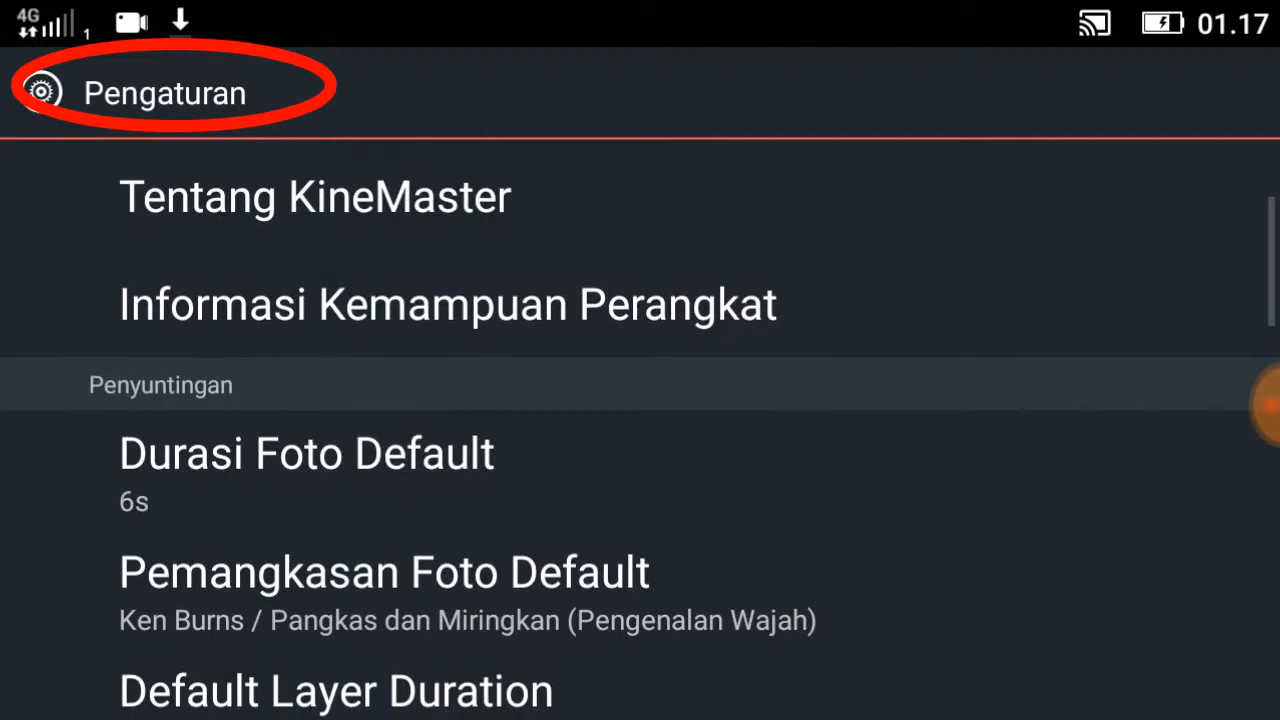 4G 1 01.17
Pengaturan
Tentang KineMaster
Informasi Kemampuan Perangkat
Penyuntingan
Durasi Foto Default
6s
Pemangkasan Foto Default
Ken Burns / Pangkas dan Miringkan (Pengenalan Wajah)
Default Layer Duration